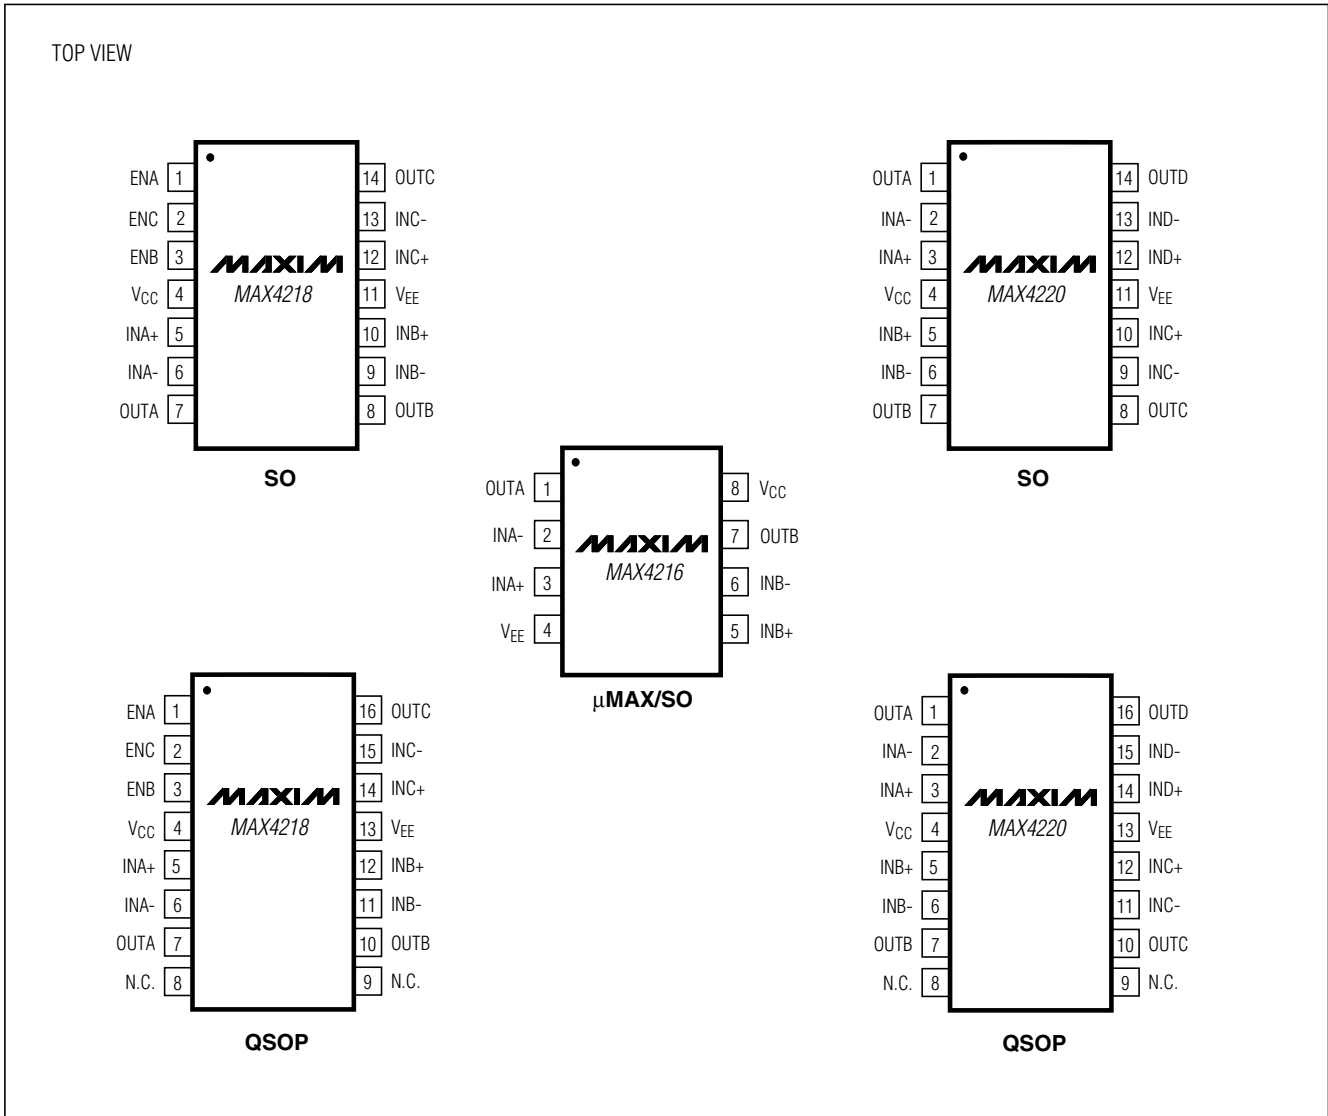 TOP VIEW
ENA 1
ENC 2
ENB 3
VCC 4
INA+ 5
INA- 6
OUTA 7
MAXIM
MAX4218
14 OUTC
13 INC-
12 INC+
11 VEE
10 INB+
9 INB-
8 OUTB
SO
OUTA 1
INA- 2
INA+ 3
VCC 4
INB+ 5
INB- 6
OUTB 7
MAXIM
MAX4220
14 OUTD
13 IND-
12 IND+
11 VEE
10 INC+
9 INC-
8 OUTC
SO
OUTA 1
INA- 2
INA+ 3
VEE 4
MAXIM
MAX4216
8 VCC
7 OUTB
6 INB-
5 INB+
µMAX/SO
ENA 1
ENC 2
ENB 3
VCC 4
INA+ 5
INA- 6
OUTA 7
N.C. 8
MAXIM
MAX4218
16 OUTC
15 INC-
14 INC+
13 VEE
12 INB+
11 INB-
10 OUTB
9 N.C.
QSOP
OUTA 1
INA- 2
INA+ 3
VCC 4
INB+ 5
INB- 6
OUTB 7
N.C. 8
MAXIM
MAX4220
16 OUTD
15 IND-
14 IND+
13 VEE
12 INC+
11 INC-
10 OUTC
9 N.C.
QSOP